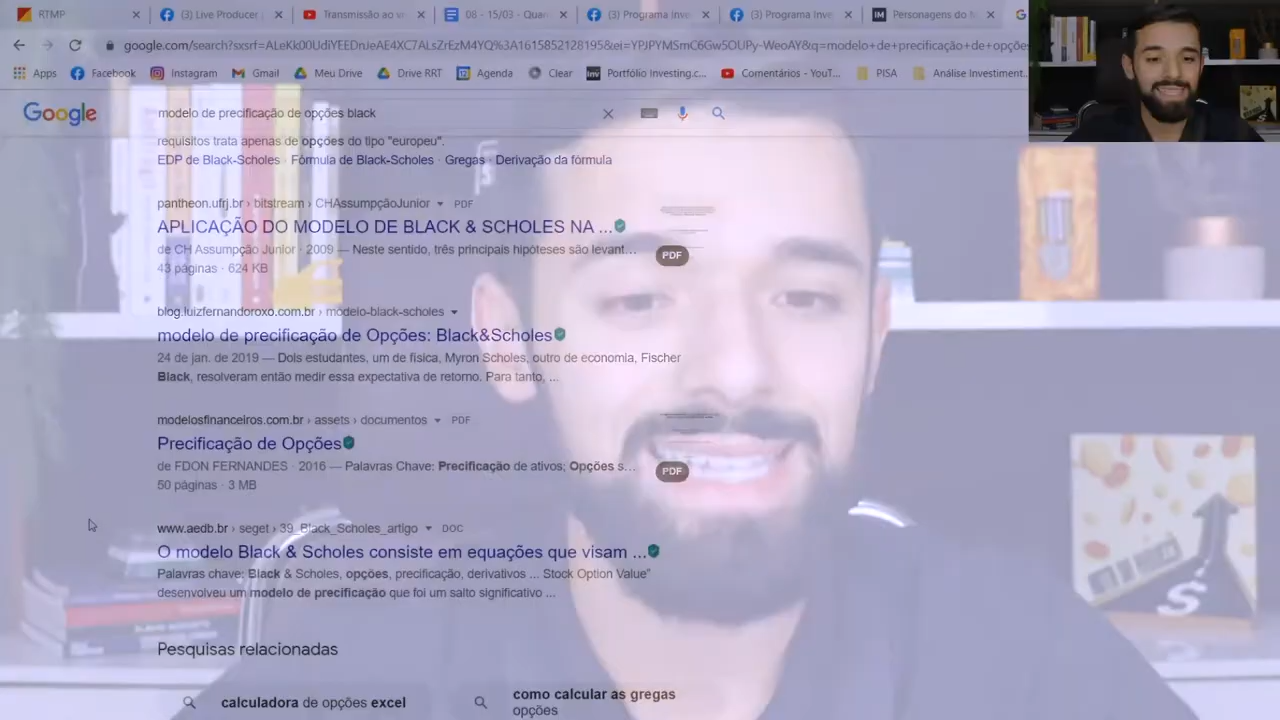 RTMP
(3) Live Producer
Transmissão ao v
08 - 15/03 - Quan
(3) Programa Inve
(3) Programa Inve
Personagens do
google.com/search?sxsrf=ALeKk00UdiYEEDnJeAE4XC7ALsZrEzM4YQ%3A1615852128195&ei=YPJPYMSmC6Gw5OUPy-WeoAY&q=modelo+de+precificação+de+opçõe
Apps
Facebook
Instagram
Gmail
Meu Drive
Drive RRT
Agenda
Clear
Portfólio Investing.c...
Comentários - YouT...
PISA
Análise Investiment...
Google
modelo de precificação de opções black
requisitos trata apenas de opções do tipo "europeu".
EDP de Black-Scholes · Fórmula de Black-Scholes · Gregas · Derivação da fórmula
pantheon.ufrj.br › bitstream › CHAssumpçãoJunior PDF
APLICAÇÃO DO MODELO DE BLACK & SCHOLES NA ...
de CH Assumpção Júnior · 2009 — Neste sentido, três principais hipóteses são levant...
43 páginas · 624 KB
PDF
blog.luizfernandoroxo.com.br › modelo-black-scholes
modelo de precificação de Opções: Black&Scholes
24 de jan. de 2019 — Dois estudantes, um de física, Myron Scholes, outro de economia, Fischer
Black, resolveram então medir essa expectativa de retorno. Para tanto, ...
modelosfinanceiros.com.br › assets › documentos PDF
Precificação de Opções
de FDON FERNANDES · 2016 — Palavras Chave: Precificação de ativos; Opções s...
50 páginas · 3 MB
PDF
www.aedb.br › seget › 39_Black_Scholes_artigo DOC
O modelo Black & Scholes consiste em equações que visam ...
Palavras chave: Black & Scholes, opções, precificação, derivativos ... Stock Option Value"
desenvolveu um modelo de precificação que foi um salto significativo ...
Pesquisas relacionadas
calculadora de opções excel
como calcular as gregas
opções